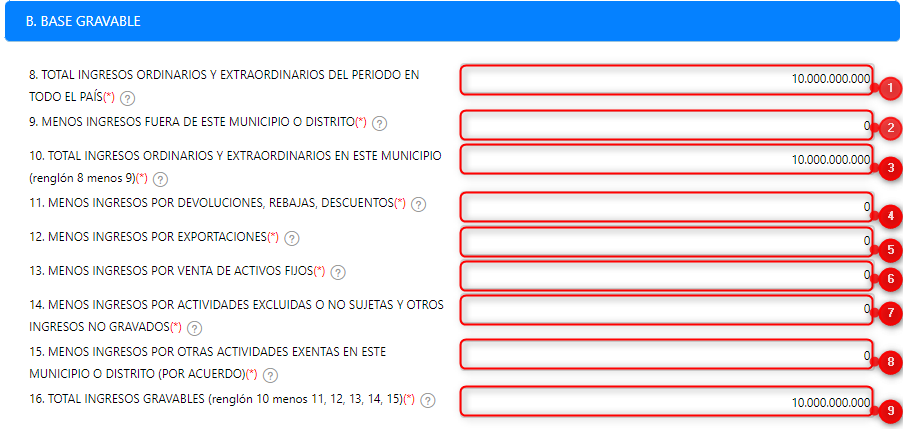 B. BASE GRAVABLE
8. TOTAL INGRESOS ORDINARIOS Y EXTRAORDINARIOS DEL PERIODO EN
TODO EL PAÍS(*) ?
10.000.000.000
1
9. MENOS INGRESOS FUERA DE ESTE MUNICIPIO O DISTRITO(*) ?
0
2
10. TOTAL INGRESOS ORDINARIOS Y EXTRAORDINARIOS EN ESTE MUNICIPIO
(renglón 8 menos 9)(*) ?
10.000.000.000
3
11. MENOS INGRESOS POR DEVOLUCIONES, REBAJAS, DESCUENTOS(*) ?
0
4
12. MENOS INGRESOS POR EXPORTACIONES(*) ?
0
5
13. MENOS INGRESOS POR VENTA DE ACTIVOS FIJOS(*) ?
0
6
14. MENOS INGRESOS POR ACTIVIDADES EXCLUIDAS O NO SUJETAS Y OTROS
INGRESOS NO GRAVADOS(*) ?
0
7
15. MENOS INGRESOS POR OTRAS ACTIVIDADES EXENTAS EN ESTE
MUNICIPIO O DISTRITO (POR ACUERDO)(*) ?
0
8
16. TOTAL INGRESOS GRAVABLES (renglón 10 menos 11, 12, 13, 14, 15)(*) ?
10.000.000.000
9